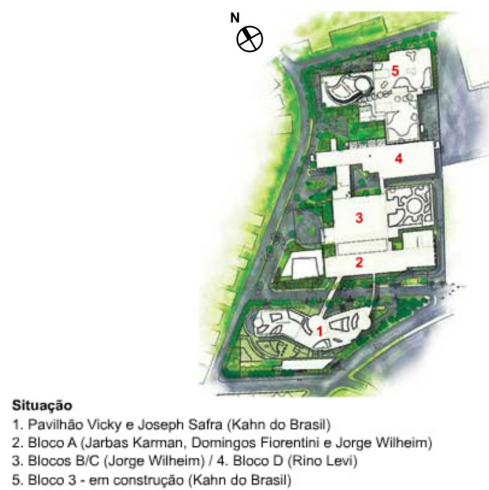 N
5
4
3
2
1
Situação
1. Pavilhão Vicky e Joseph Safra (Kahn do Brasil)
2. Bloco A (Jarbas Karman, Domingos Fiorentini e Jorge Wilheim)
3. Blocos B/C (Jorge Wilheim) / 4. Bloco D (Rino Levi)
5. Bloco 3 - em construção (Kahn do Brasil)